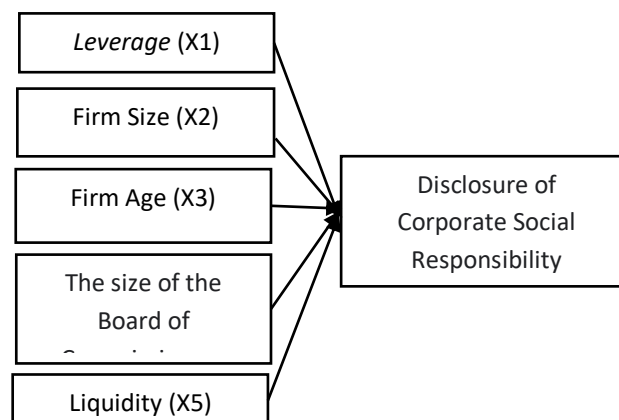 Leverage (X1)
Firm Size (X2)
Firm Age (X3)
The size of the
Board of
Liquidity (X5)
Disclosure of
Corporate Social
Responsibility